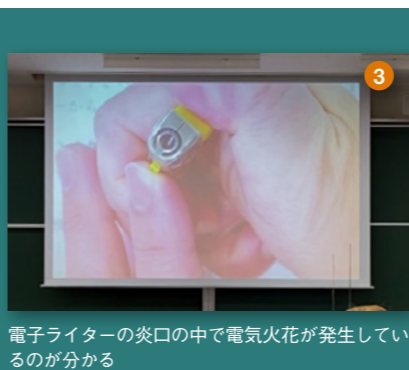 3
電子ライターの炎口の中で電気火花が発生してい
るのが分かる